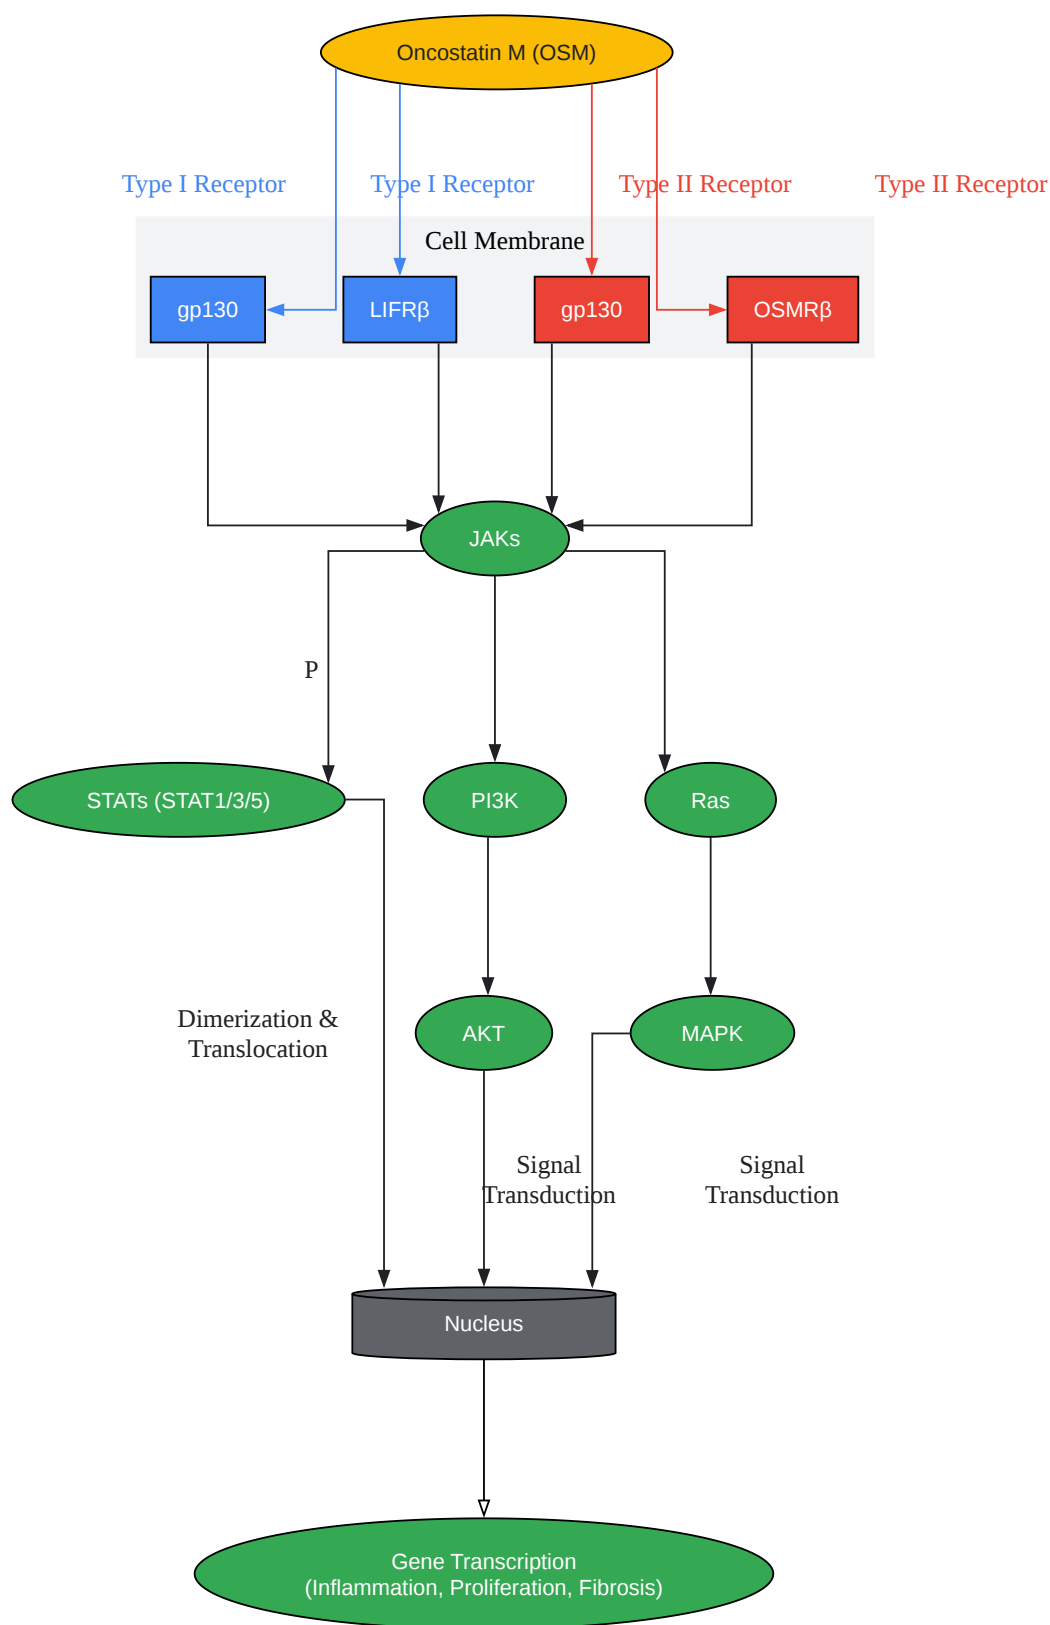 Oncostatin M (OSM)
Type I Receptor
Type I Receptor
Type II Receptor
Type II Receptor
Cell Membrane
gp130
LIFRβ
gp130
OSMRβ
JAKs
P
STATs (STAT1/3/5)
PI3K
Ras
Dimerization &
Translocation
AKT
MAPK
Signal
Transduction
Signal
Transduction
Nucleus
Gene Transcription
(Inflammation, Proliferation, Fibrosis)